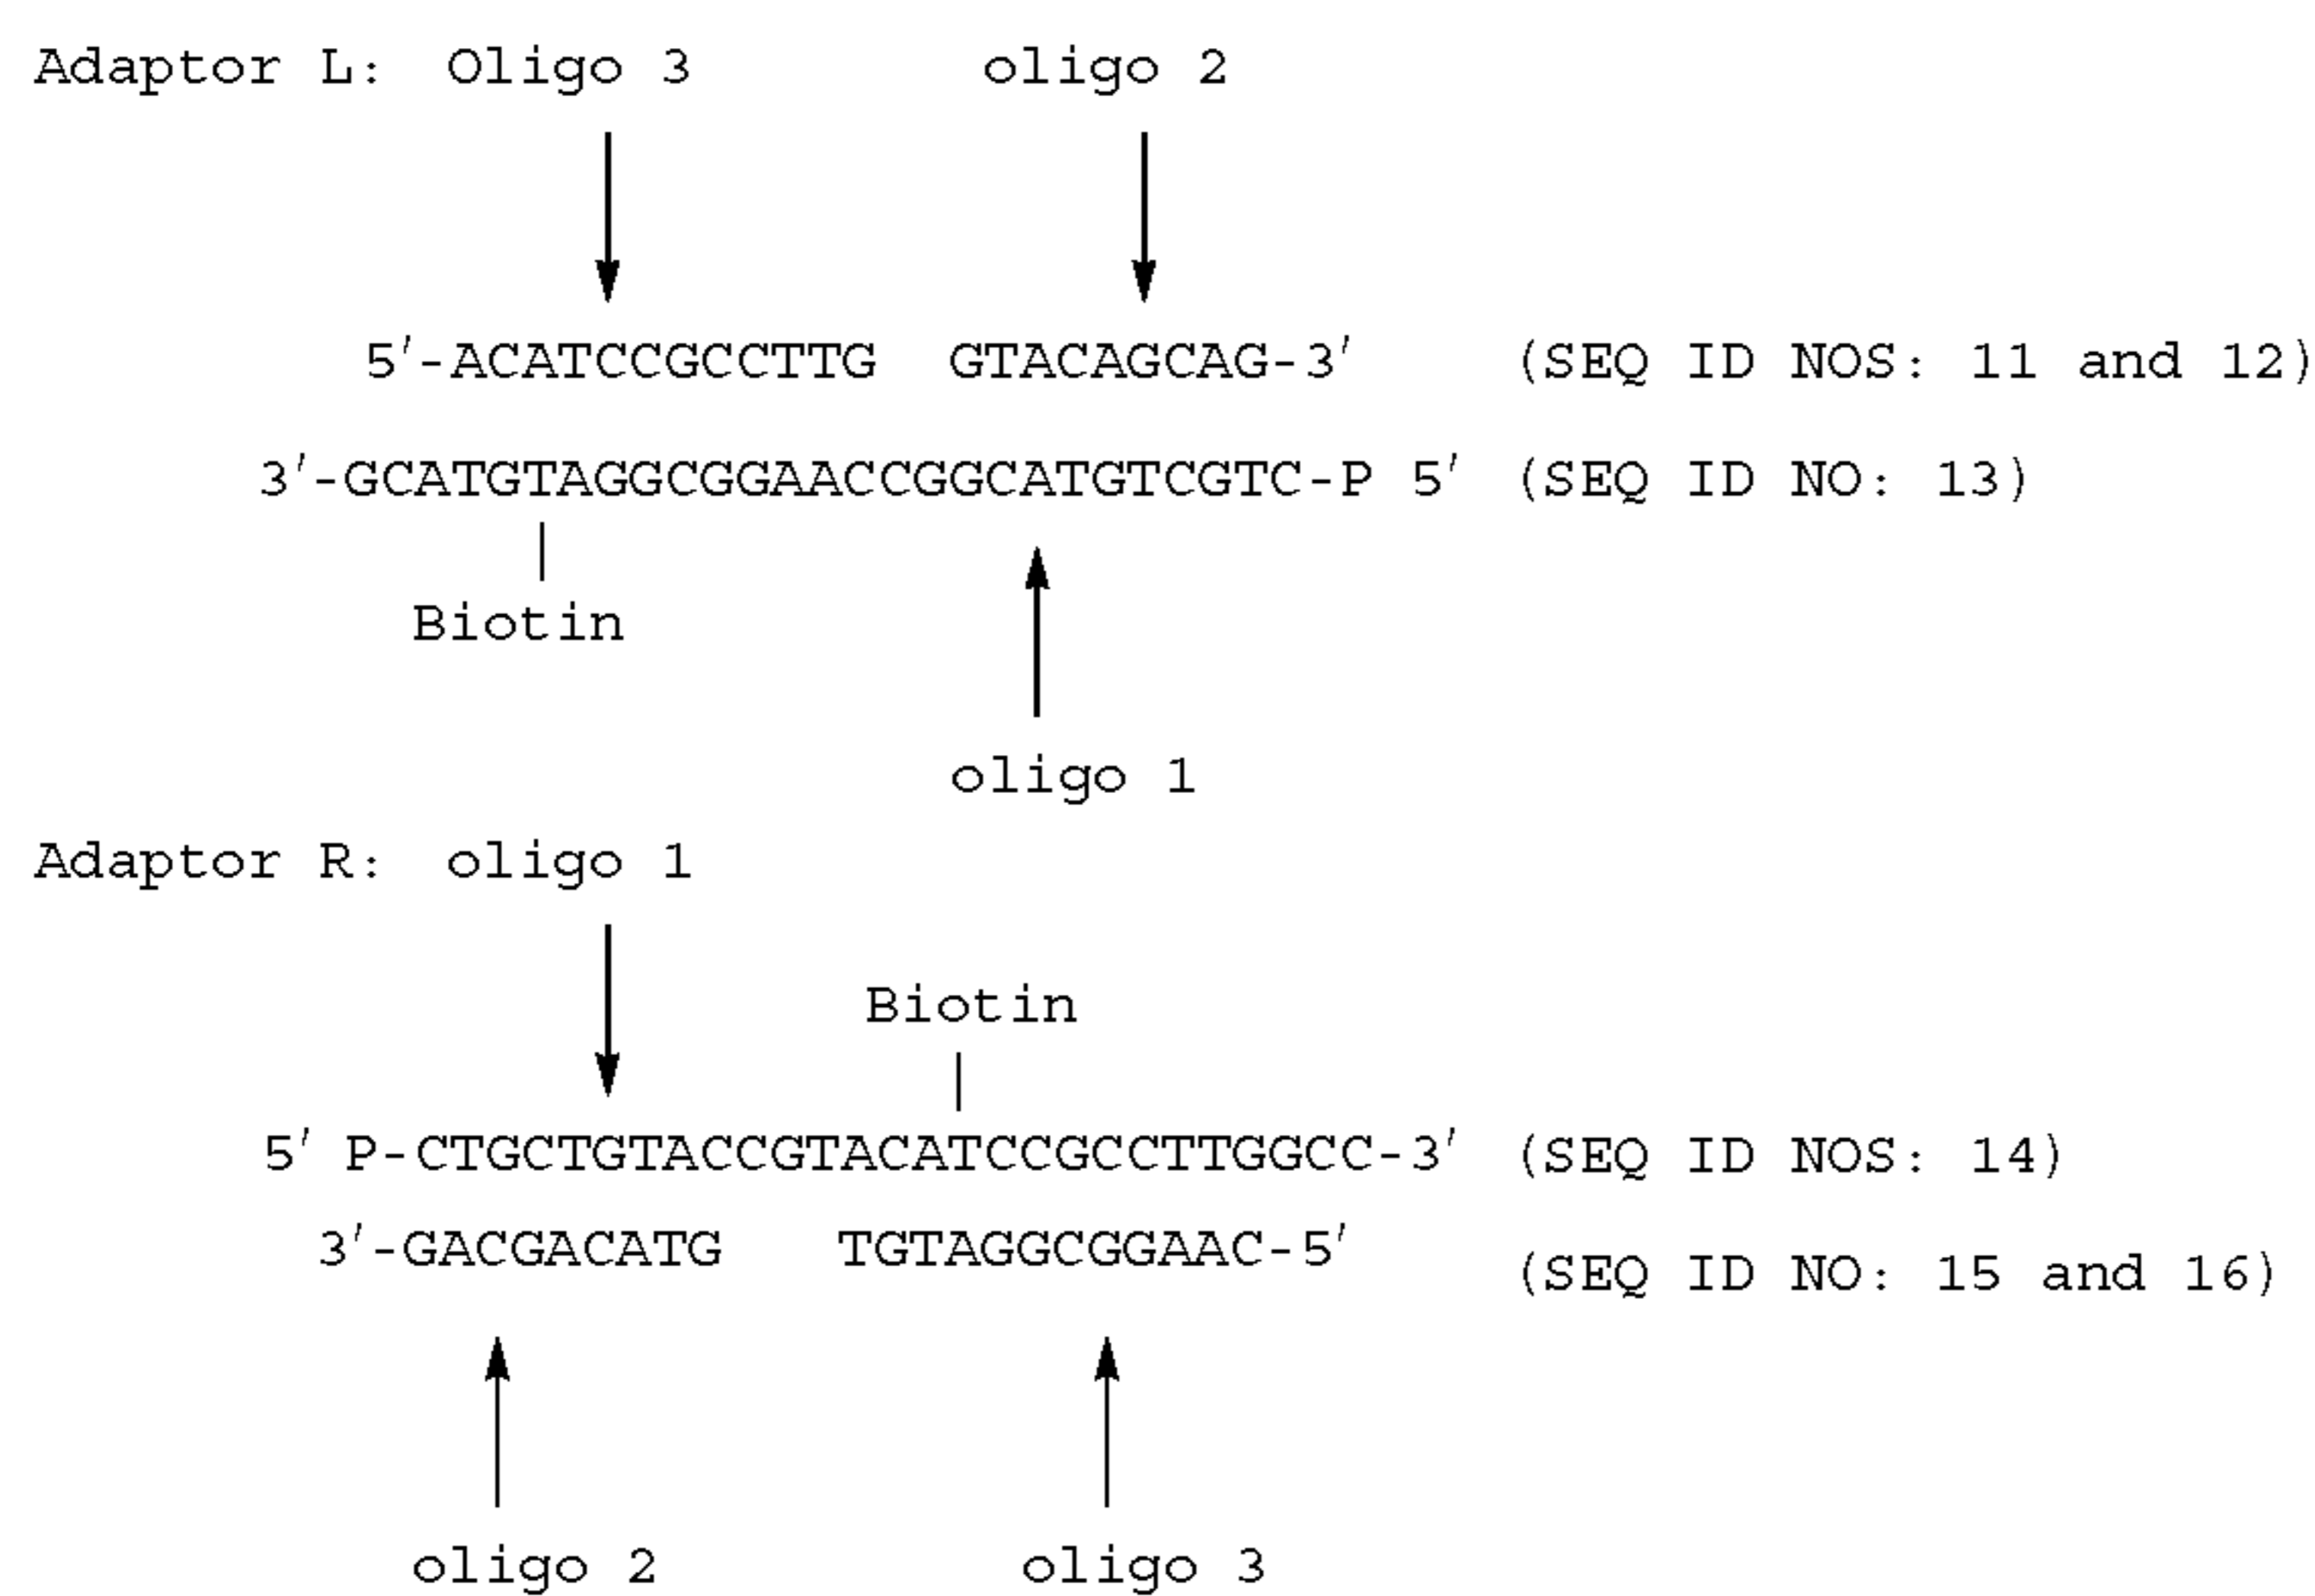 Adaptor L: Oligo 3 oligo 2
5'-ACATCCGCCTTG GTACAGCAG-3' (SEQ ID NOS: 11 and 12)
3'-GCATGTAGGCGGAACCGGCATGTCGTC-P 5' (SEQ ID NO: 13)
Biotin
oligo 1
Adaptor R: oligo 1
Biotin
5' P-CTGCTGTACCGTACATCCGCCTTGGCC-3' (SEQ ID NOS: 14)
3'-GACGACATG TGTAGGCGGAAC-5' (SEQ ID NO: 15 and 16)
oligo 2 oligo 3